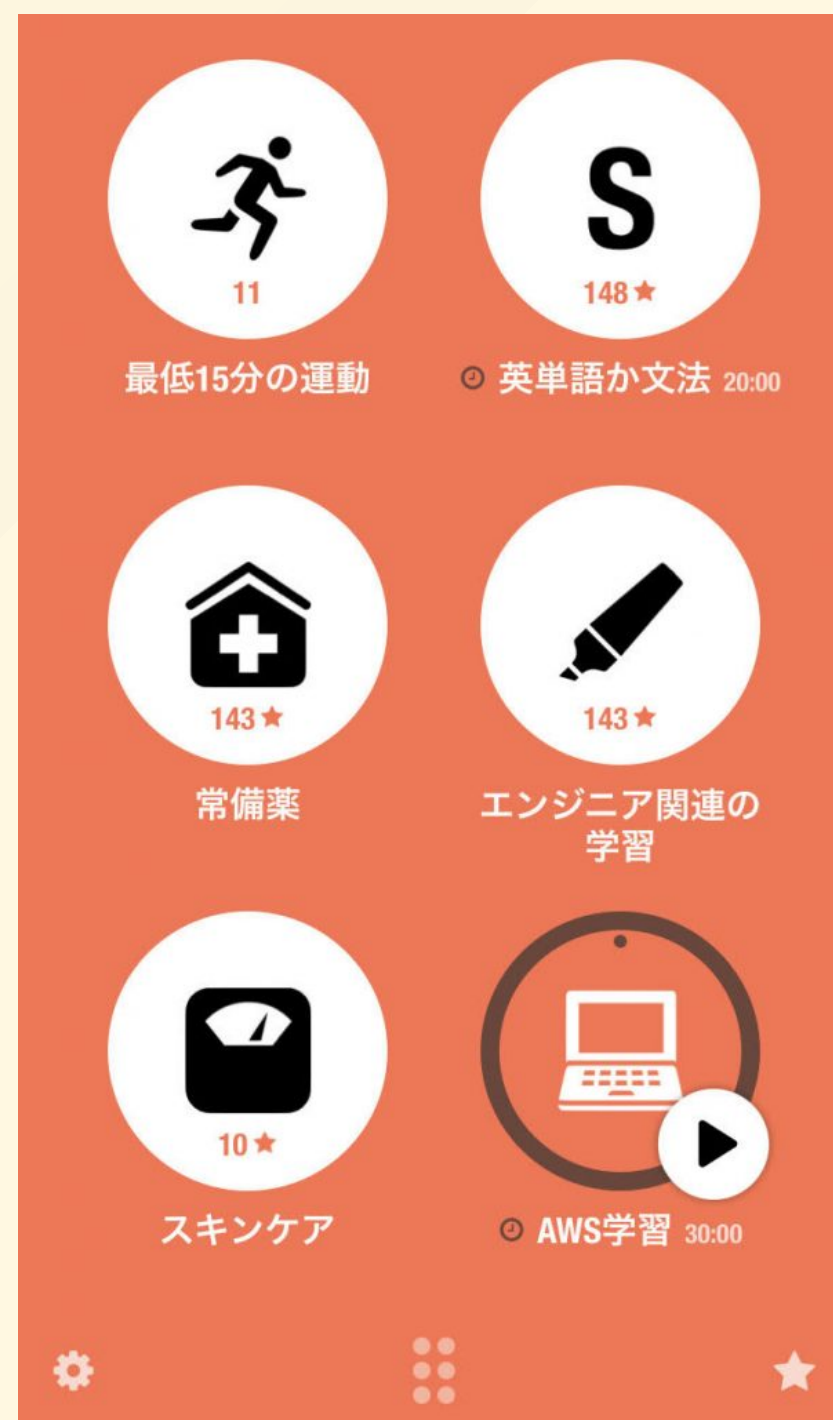 11
最低15分の運動
S
148★
英単語か文法 20:00
143★
常備薬
143★
エンジニア関連の
学習
10★
スキンケア
AWS学習 30:00